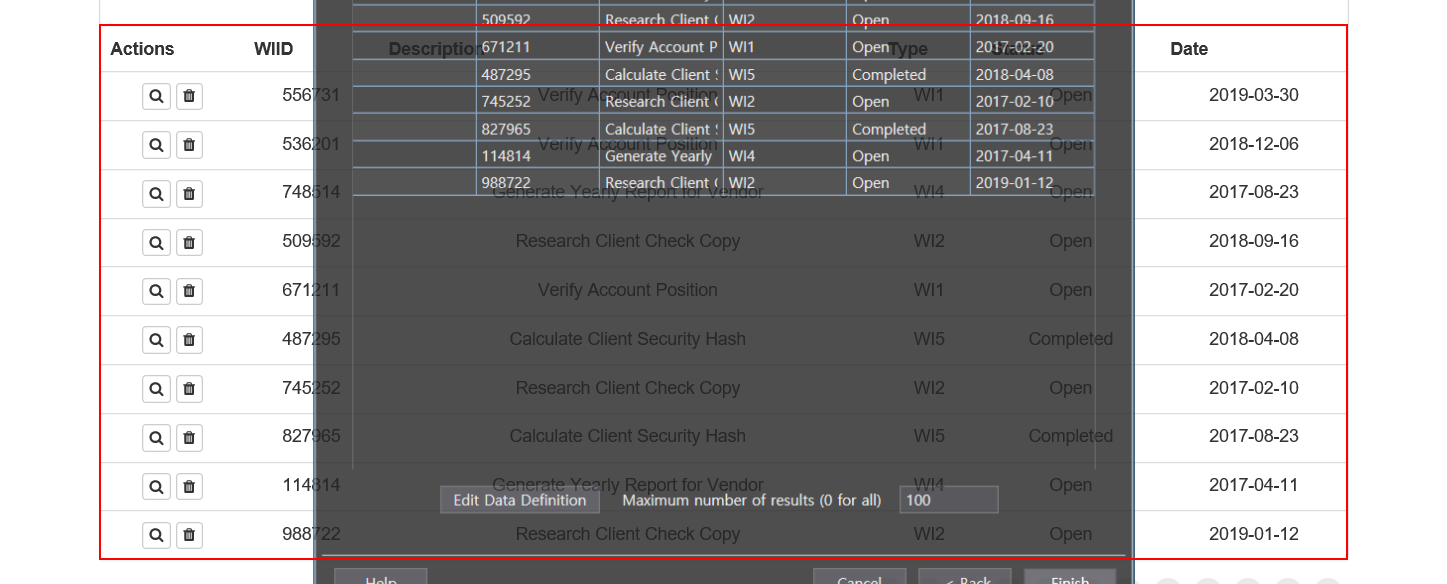 509592 Research Client WI2 Open 2018-09-16
Actions WIID Description Type Date
671211 Verify Account P WI1 Open 2017-02-20
487295 Calculate Client WI5 Completed 2018-04-08
556731 Verify Account Position WI1 Open 2019-03-30
745252 Research Client WI2 Open 2017-02-10
827965 Calculate Client WI5 Completed 2017-08-23
536201 Verify Account Position WI1 Open 2018-12-06
114814 Generate Yearly WI4 Open 2017-04-11
988722 Research Client WI2 Open 2019-01-12
748514 Generate Yearly Report for Vendor WI4 Open 2017-08-23
509592 Research Client Check Copy WI2 Open 2018-09-16
671211 Verify Account Position WI1 Open 2017-02-20
487295 Calculate Client Security Hash WI5 Completed 2018-04-08
745252 Research Client Check Copy WI2 Open 2017-02-10
827965 Calculate Client Security Hash WI5 Completed 2017-08-23
114814 Generate Yearly Report for Vendor WI4 Open 2017-04-11
Edit Data Definition Maximum number of results (0 for all) 100
988722 Research Client Check Copy WI2 Open 2019-01-12
Help Cancel < Back Finish